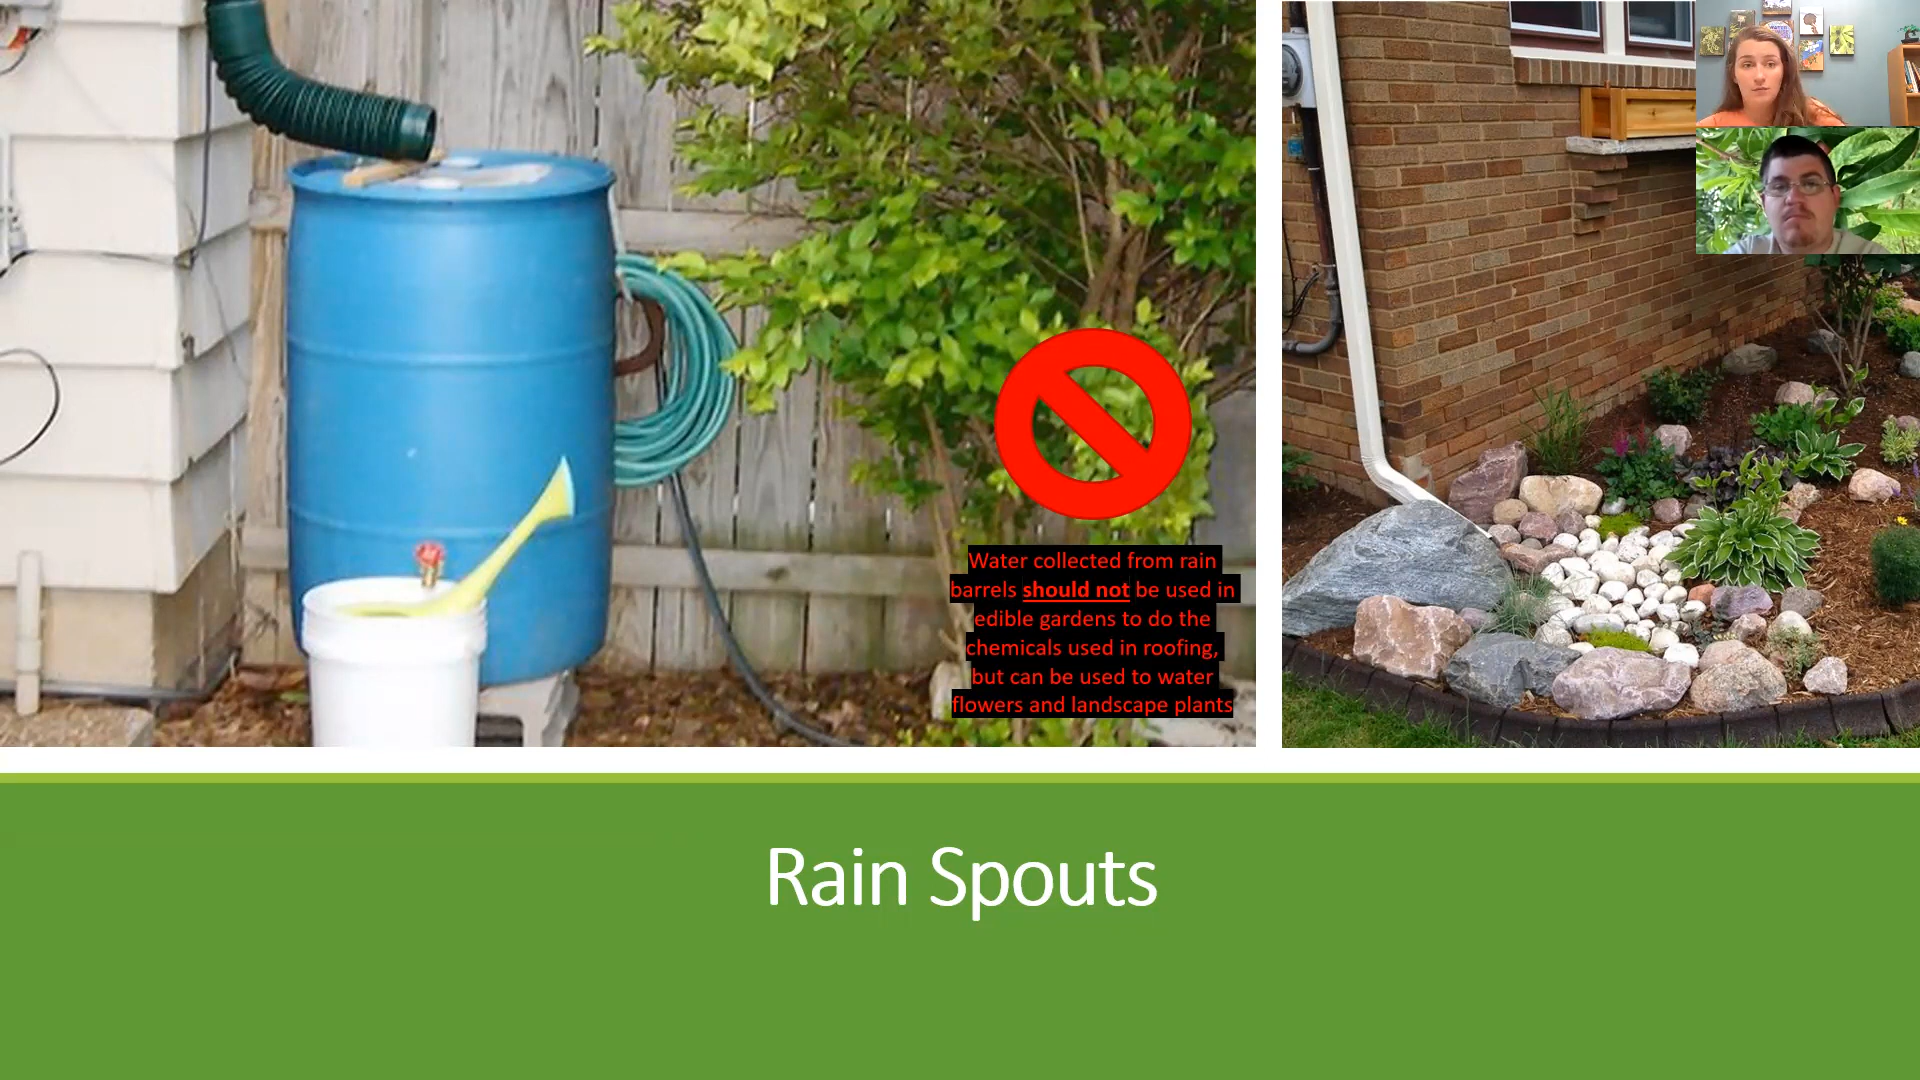 Water collected from rain
barrels should not be used in
edible gardens to do the
chemicals used in roofing,
but can be used to water
flowers and landscape plants
Rain Spouts